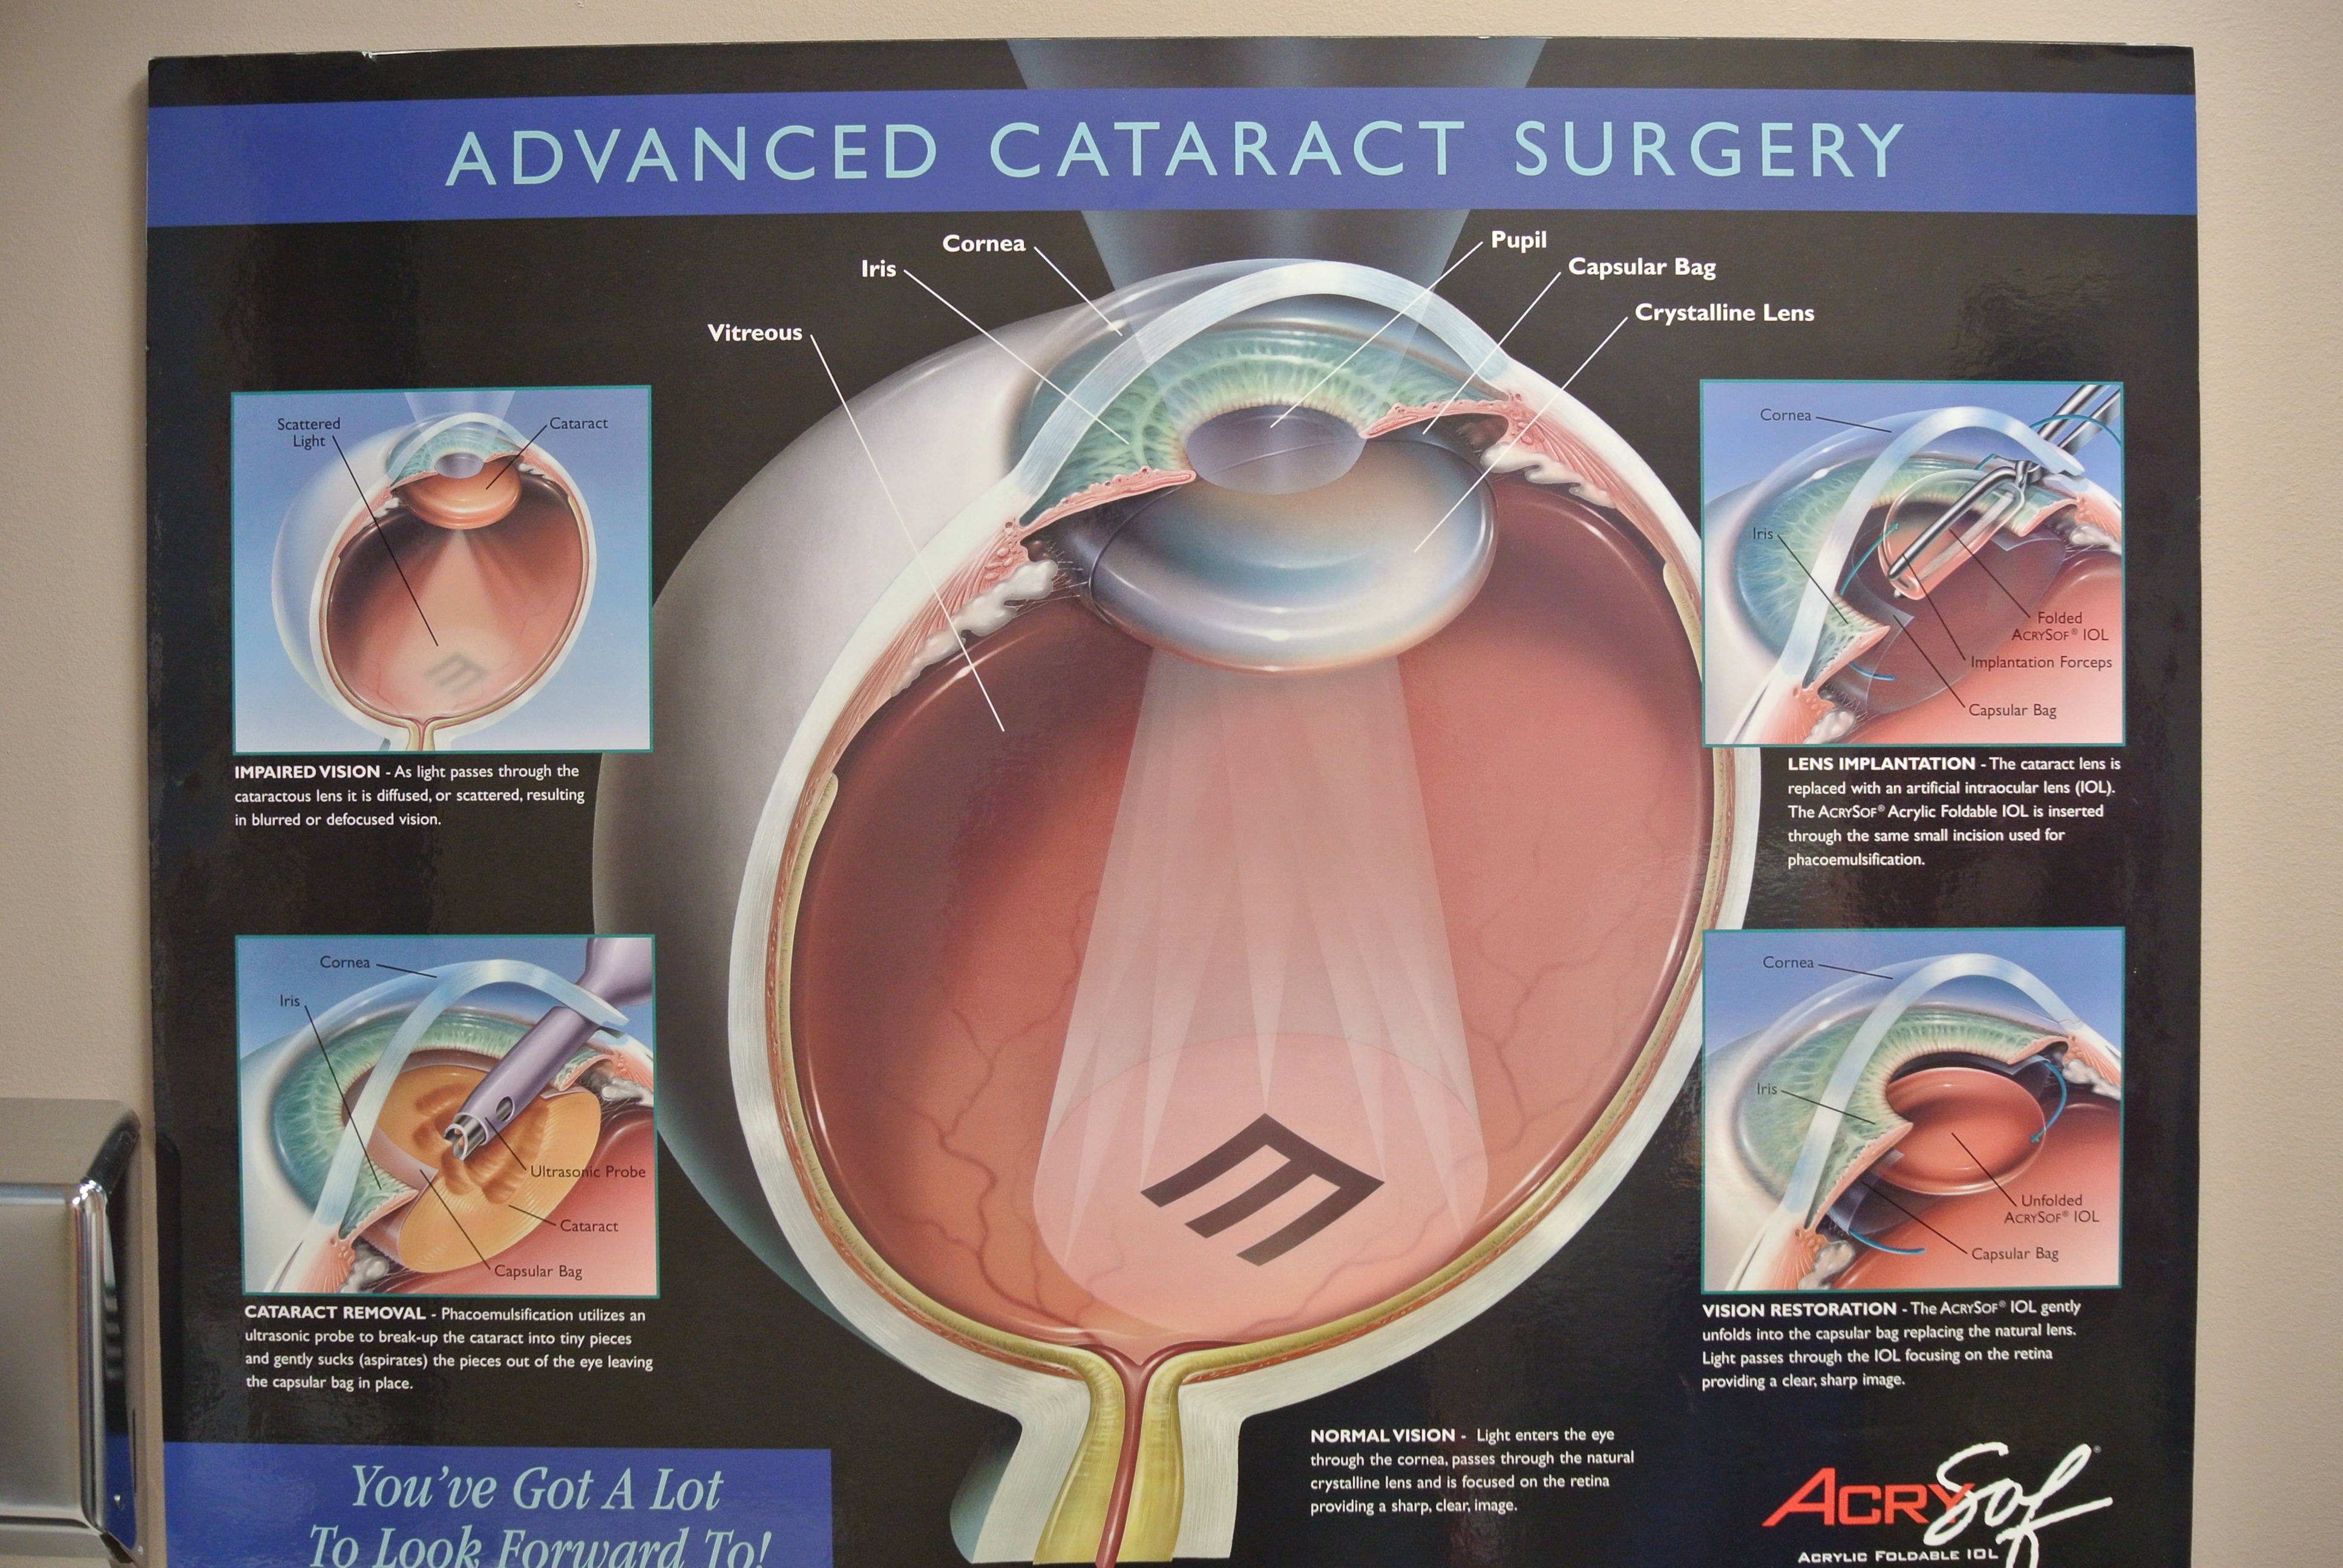 ADVANCED CATARACT SURGERY
Cornea
Iris
Vitreous
Pupil
Capsular Bag
Crystalline Lens
Scattered
Light
Cataract
IMPAIRED VISION - As light passes through the
cataractous lens it is diffused, or scattered, resulting
in blurred or defocused vision.
Cornea
Iris
Ultrasonic Probe
Cataract
Capsular Bag
CATARACT REMOVAL - Phacoemulsification utilizes an
ultrasonic probe to break-up the cataract into tiny pieces
and gently sucks (aspirates) the pieces out of the eye leaving
the capsular bag in place.
E
Cornea
Iris
Folded
ACRYSOF® IOL
Implantation Forceps
Capsular Bag
LENS IMPLANTATION - The cataract lens is
replaced with an artificial intraocular lens (IOL).
The ACRYSOF® Acrylic Foldable IOL is inserted
through the same small incision used for
phacoemulsification.
Cornea
Iris
Unfolded
ACRYSOF® IOL
Capsular Bag
VISION RESTORATION - The ACRYSOF® IOL gently
unfolds into the capsular bag replacing the natural lens.
Light passes through the IOL focusing on the retina
providing a clear, sharp image.
NORMAL VISION - Light enters the eye
through the cornea, passes through the natural
crystalline lens and is focused on the retina
providing a sharp, clear, image.
You've Got A Lot
To Look Forward To!
ACRYSof®
ACRYLIC FOLDABLE IOL